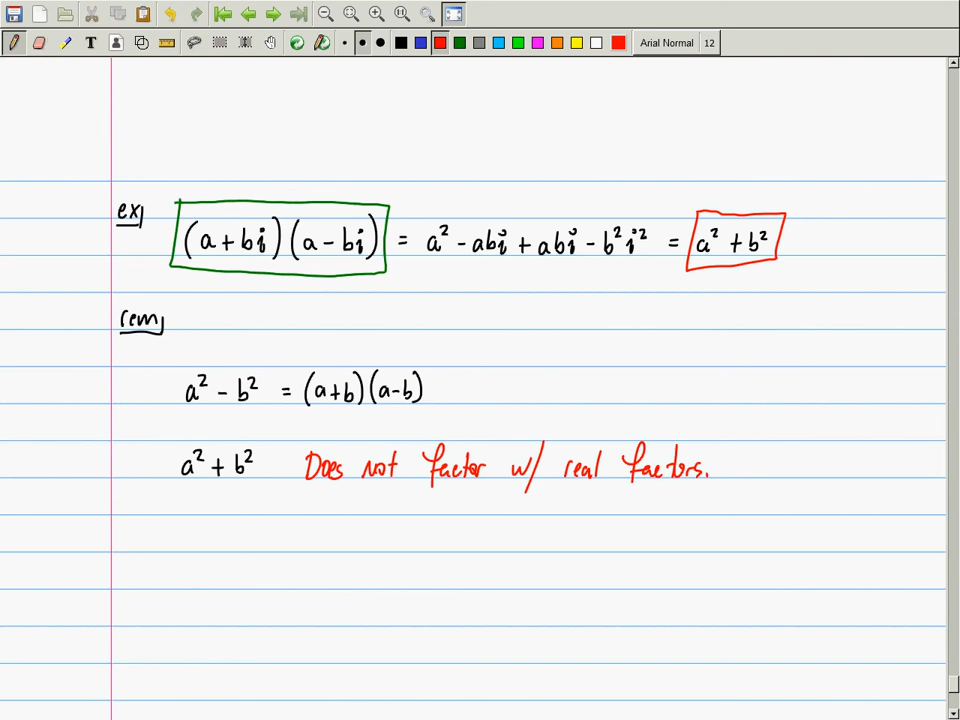 Arial Normal 12
ex) (a+bi)(a-bi) = a² - abi + abi - b²i² = a² + b²
rem)
a² - b² = (a+b)(a-b)
a² + b² Does not factor w/ real factors.